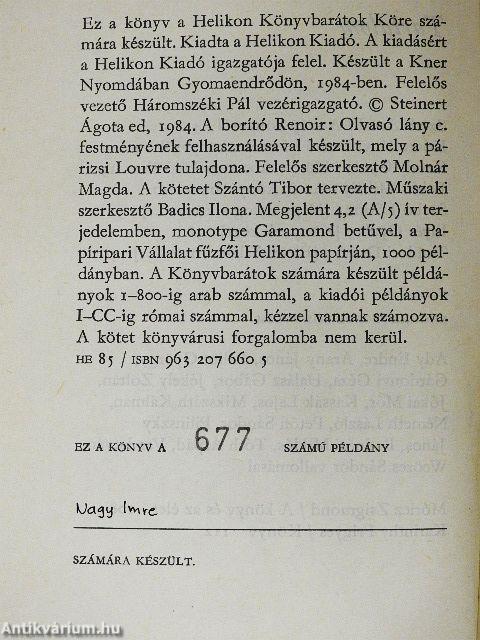 Ez a könyv a Helikon Könyvbarátok Köre szá-
mára készült. Kiadta a Helikon Kiadó. A kiadásért
a Helikon Kiadó igazgatója felel. Készült a Kner
Nyomdában Gyomaendrődön, 1984-ben. Felelős
vezető Háromszéki Pál vezérigazgató. © Steinert
Ágota ed, 1984. A borító Renoir: Olvasó lány c.
festményének felhasználásával készült, mely a pá-
rizsi Louvre tulajdona. Felelős szerkesztő Molnár
Magda. A kötetet Szántó Tibor tervezte. Műszaki
szerkesztő Badics Ilona. Megjelent 4,2 (A/5) ív ter-
jedelemben, monotype Garamond betűvel, a Pa-
píripari Vállalat fűzfői Helikon papírján, 1000 pél-
dányban. A Könyvbarátok számára készült példá-
nyok 1–800-ig arab számmal, a kiadói példányok
I–CC-ig római számmal, kézzel vannak számozva.
A kötet könyvárusi forgalomba nem kerül.
HE 85 / ISBN 963 207 660 5
EZ A KÖNYV A 677 SZÁMÚ PÉLDÁNY
Nagy Imre
SZÁMÁRA KÉSZÜLT.
Antikvárium.hu